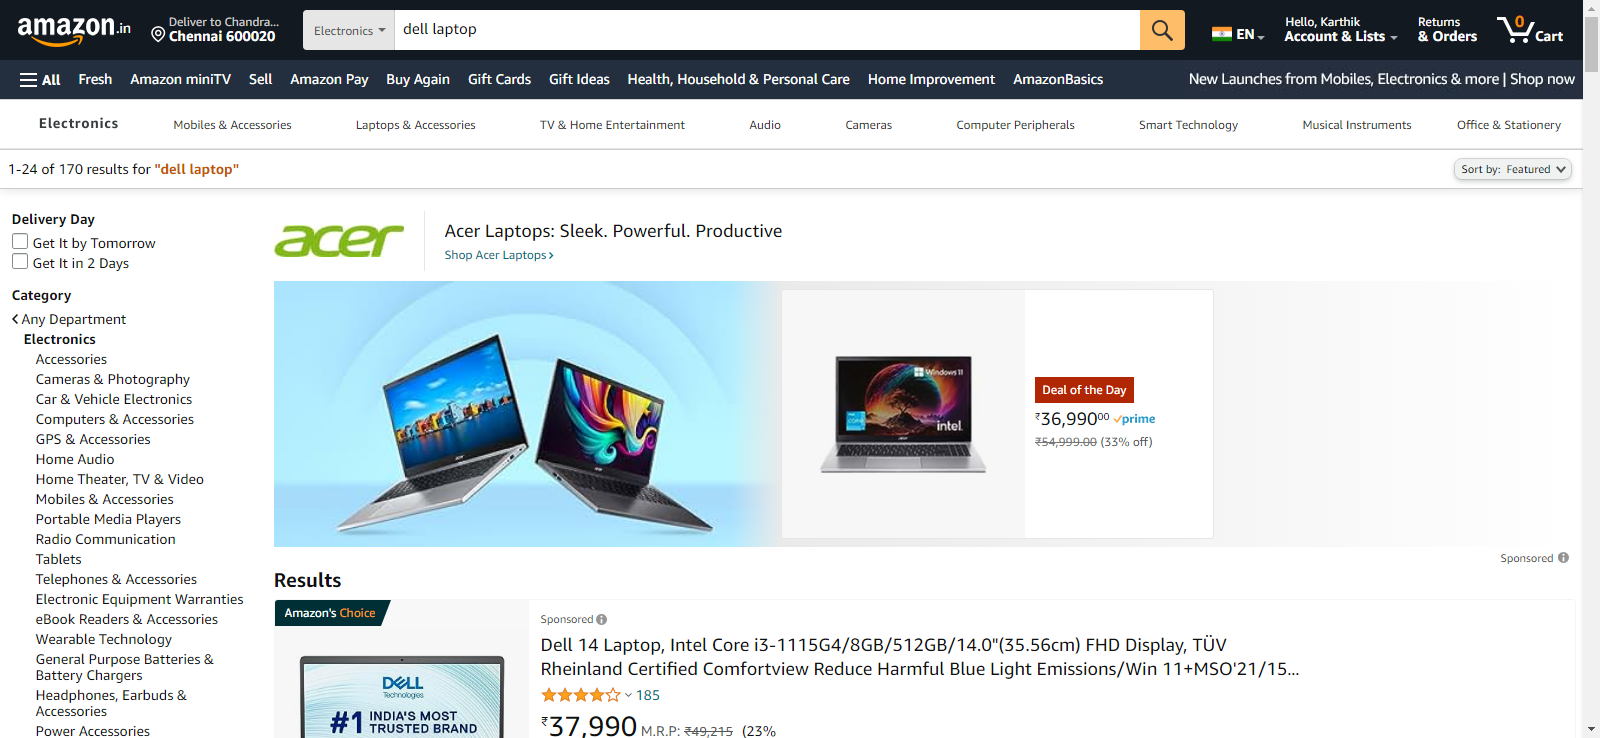 amazon.in
Deliver to Chandra...
Chennai 600020
Electronics
dell laptop
EN
Hello, Karthik
Account & Lists
Returns
& Orders
0
Cart
All
Fresh
Amazon miniTV
Sell
Amazon Pay
Buy Again
Gift Cards
Gift Ideas
Health, Household & Personal Care
Home Improvement
AmazonBasics
New Launches from Mobiles, Electronics & more | Shop now
Electronics
Mobiles & Accessories
Laptops & Accessories
TV & Home Entertainment
Audio
Cameras
Computer Peripherals
Smart Technology
Musical Instruments
Office & Stationery
1-24 of 170 results for "dell laptop"
Sort by: Featured
Delivery Day
Get It by Tomorrow
Get It in 2 Days
Category
Any Department
Electronics
Accessories
Cameras & Photography
Car & Vehicle Electronics
Computers & Accessories
GPS & Accessories
Home Audio
Home Theater, TV & Video
Mobiles & Accessories
Portable Media Players
Radio Communication
Tablets
Telephones & Accessories
Electronic Equipment Warranties
eBook Readers & Accessories
Wearable Technology
General Purpose Batteries &
Battery Chargers
Headphones, Earbuds &
Accessories
Power Accessories
acer
Acer Laptops: Sleek. Powerful. Productive
Shop Acer Laptops
Windows 11
intel.
Deal of the Day
₹36,99000 prime
₹54,999.00 (33% off)
Sponsored
Results
Amazon's Choice
DELL
Technologies
#1 INDIA'S MOST
TRUSTED BRAND
Sponsored
Dell 14 Laptop, Intel Core i3-1115G4/8GB/512GB/14.0"(35.56cm) FHD Display, TÜV
Rheinland Certified Comfortview Reduce Harmful Blue Light Emissions/Win 11+MSO'21/15...
185
₹37,990 M.R.P: ₹49,215 (23%